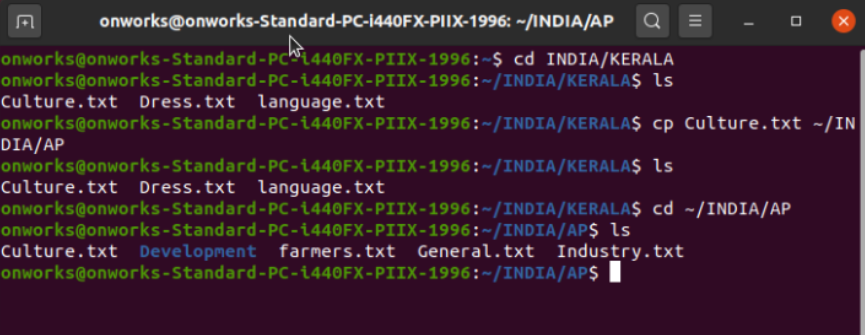 onworks@onworks-Standard-PC-i440FX-PIIX-1996: ~/INDIA/AP
onworks@onworks-Standard-PC-i440FX-PIIX-1996:~$ cd INDIA/KERALA
onworks@onworks-Standard-PC-i440FX-PIIX-1996:~/INDIA/KERALA$ ls
Culture.txt  Dress.txt  language.txt
onworks@onworks-Standard-PC-i440FX-PIIX-1996:~/INDIA/KERALA$ cp Culture.txt ~/IN
DIA/AP
onworks@onworks-Standard-PC-i440FX-PIIX-1996:~/INDIA/KERALA$ ls
Culture.txt  Dress.txt  language.txt
onworks@onworks-Standard-PC-i440FX-PIIX-1996:~/INDIA/KERALA$ cd ~/INDIA/AP
onworks@onworks-Standard-PC-i440FX-PIIX-1996:~/INDIA/AP$ ls
Culture.txt  Development  farmers.txt  General.txt  Industry.txt
onworks@onworks-Standard-PC-i440FX-PIIX-1996:~/INDIA/AP$